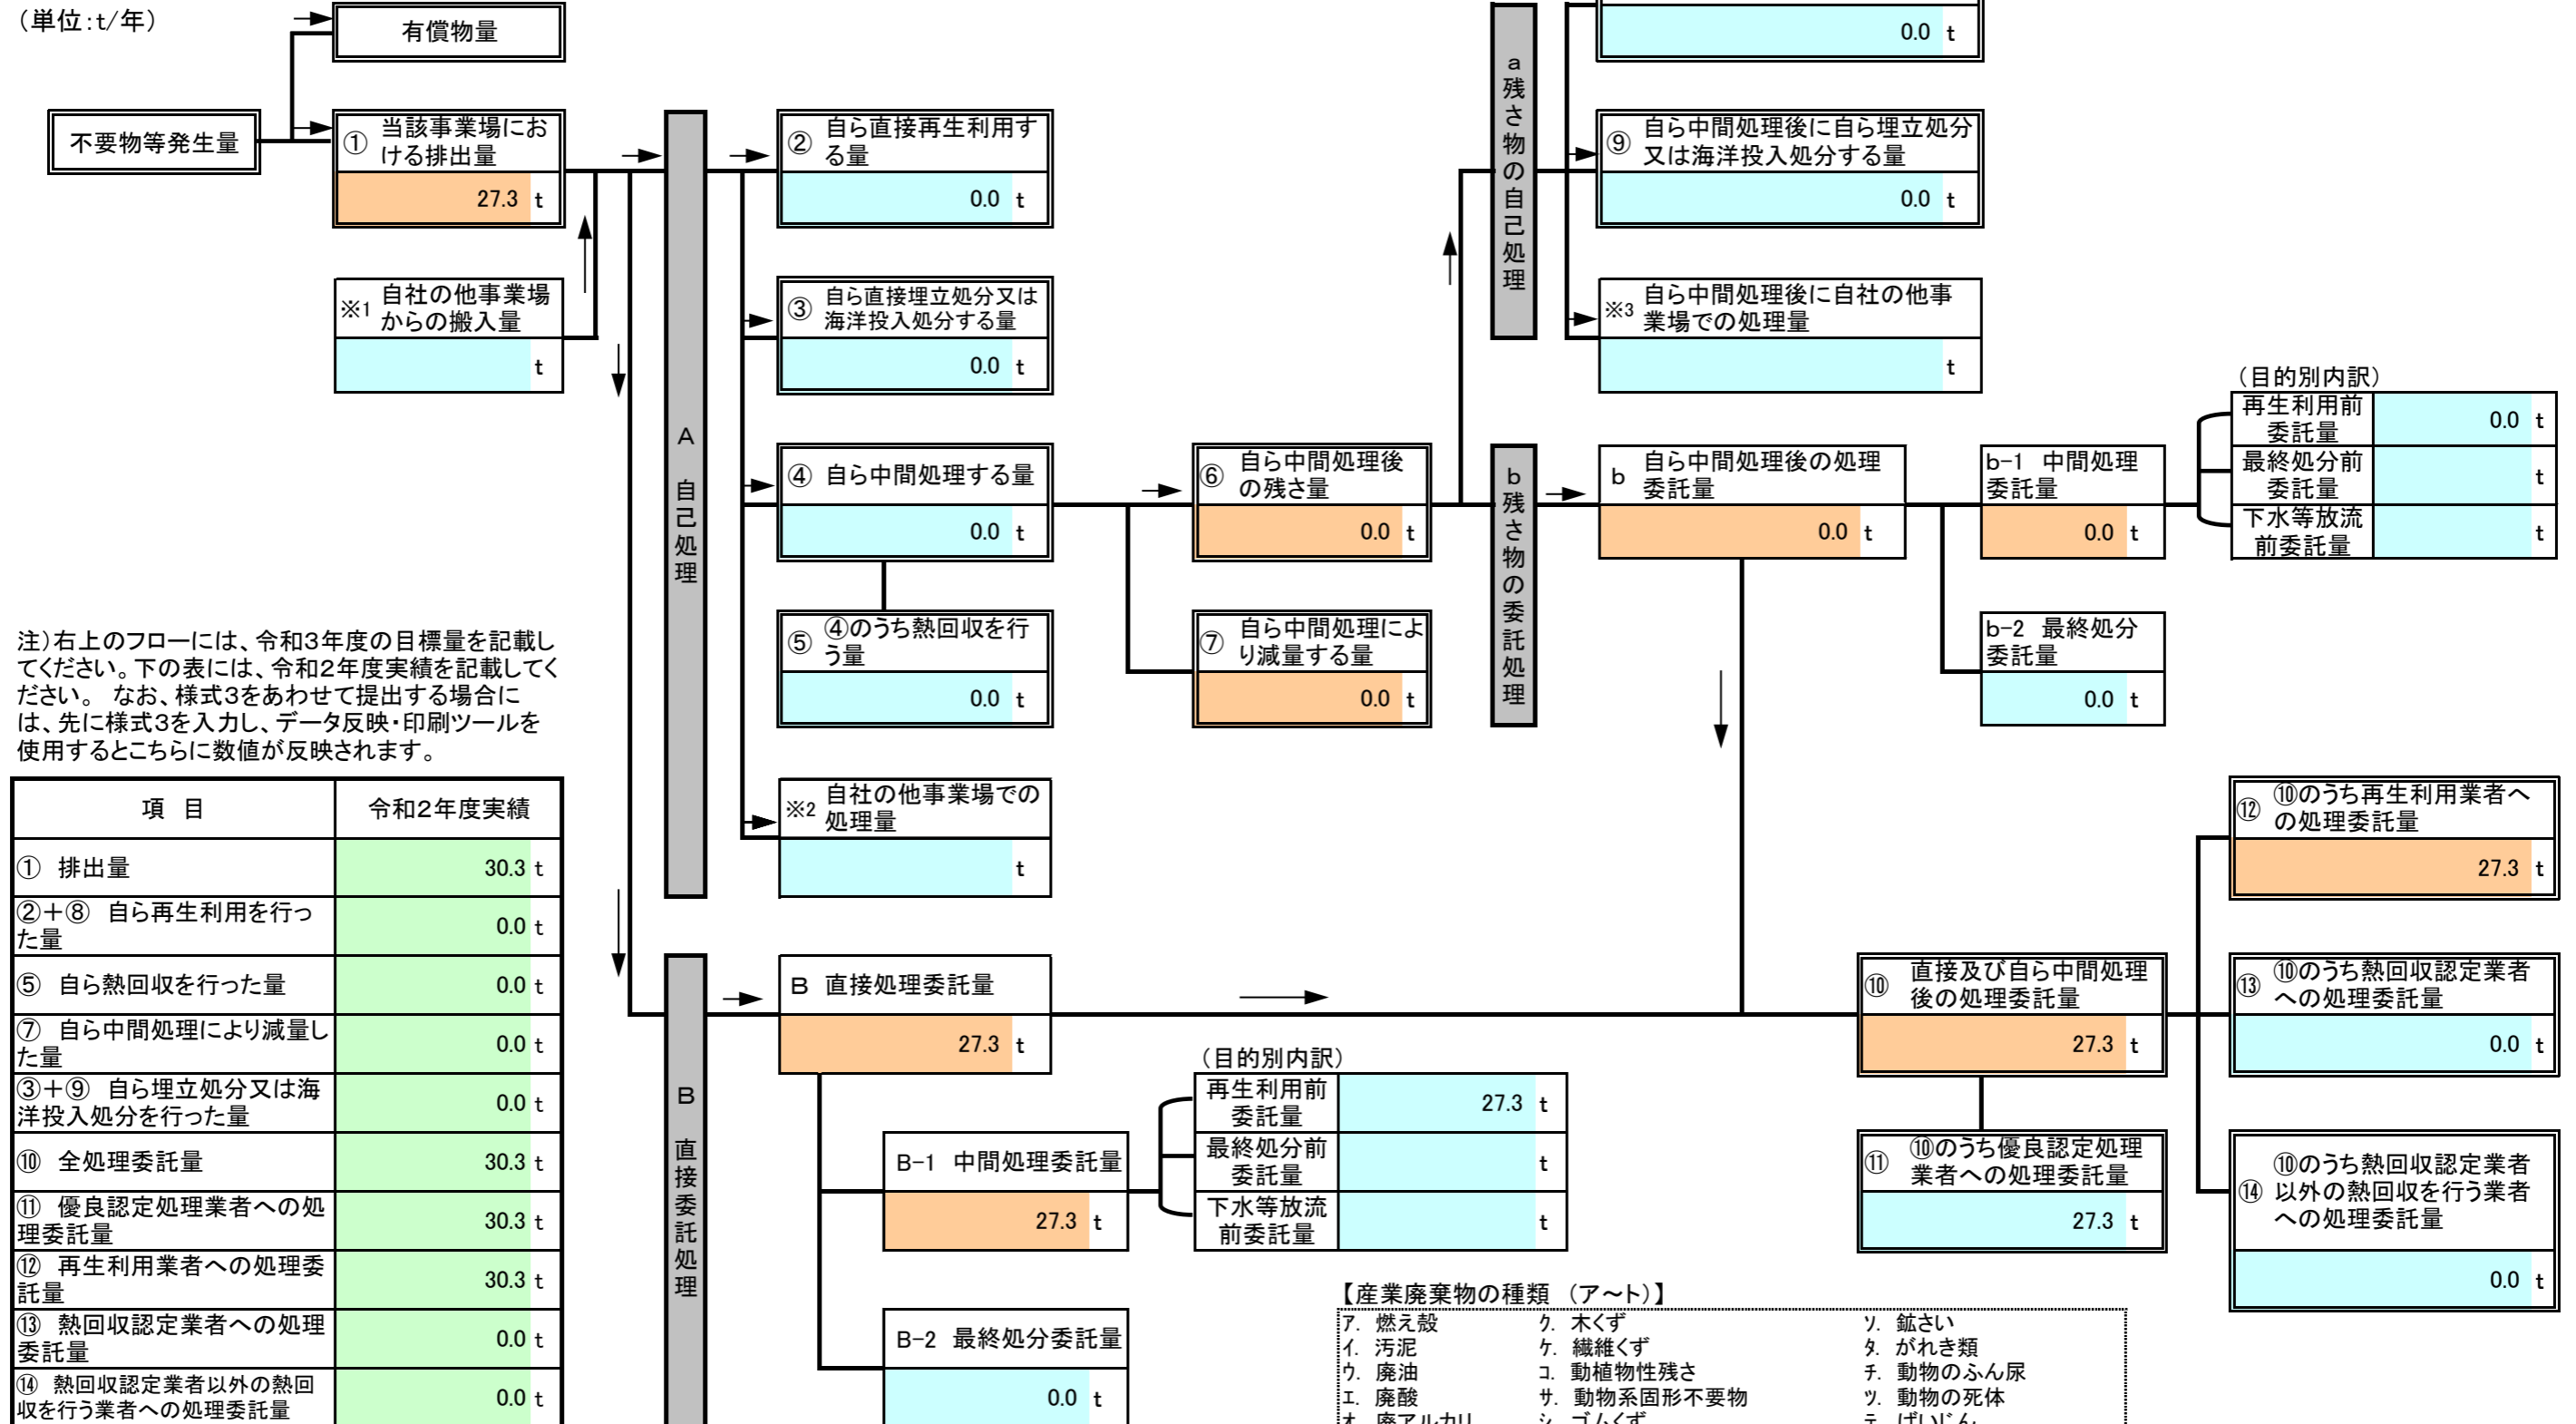 （単位:t/年）
有償物量
不要物等発生量
① 当該事業場にお
ける排出量
27.3 t
※1 自社の他事業場
からの搬入量
t
A 自己処理
② 自ら直接再生利用す
る量
0.0 t
③ 自ら直接埋立処分又は
海洋投入処分する量
0.0 t
④ 自ら中間処理する量
0.0 t
⑤ ④のうち熱回収を行
う量
0.0 t
※2 自社の他事業場での
処理量
t
⑥ 自ら中間処理後
の残さ量
0.0 t
⑦ 自ら中間処理によ
り減量する量
0.0 t
a残さ物の自己処理
0.0 t
⑨ 自ら中間処理後に自ら埋立処分
又は海洋投入処分する量
0.0 t
※3 自ら中間処理後に自社の他事
業場での処理量
t
b残さ物の委託処理
b 自ら中間処理後の処理
委託量
0.0 t
b-1 中間処理
委託量
0.0 t
b-2 最終処分
委託量
0.0 t
（目的別内訳）
再生利用前
委託量
0.0 t
最終処分前
委託量
t
下水等放流
前委託量
t
注）右上のフローには、令和3年度の目標量を記載し
てください。下の表には、令和2年度実績を記載してく
ださい。 なお、様式3をあわせて提出する場合に
は、先に様式3を入力し、データ反映・印刷ツールを
使用するとこちらに数値が反映されます。
項 目 令和2年度実績
① 排出量 30.3 t
②＋⑧ 自ら再生利用を行っ
た量 0.0 t
⑤ 自ら熱回収を行った量 0.0 t
⑦ 自ら中間処理により減量し
た量 0.0 t
③＋⑨ 自ら埋立処分又は海
洋投入処分を行った量 0.0 t
⑩ 全処理委託量 30.3 t
⑪ 優良認定処理業者への処
理委託量 30.3 t
⑫ 再生利用業者への処理委
託量 30.3 t
⑬ 熱回収認定業者への処理
委託量 0.0 t
⑭ 熱回収認定業者以外の熱回
収を行う業者への処理委託量 0.0 t
B 直接委託処理
B 直接処理委託量
27.3 t
B-1 中間処理委託量
27.3 t
B-2 最終処分委託量
0.0 t
（目的別内訳）
再生利用前
委託量
27.3 t
最終処分前
委託量
t
下水等放流
前委託量
t
⑩ 直接及び自ら中間処理
後の処理委託量
27.3 t
⑪ ⑩のうち優良認定処理
業者への処理委託量
27.3 t
⑫ ⑩のうち再生利用業者へ
の処理委託量
27.3 t
⑬ ⑩のうち熱回収認定業者
への処理委託量
0.0 t
⑭ ⑩のうち熱回収認定業者
以外の熱回収を行う業者
への処理委託量
0.0 t
【産業廃棄物の種類 （ア～ト）】
ｱ. 燃え殻 ｸ. 木くず ｿ. 鉱さい
ｲ. 汚泥 ｹ. 繊維くず ﾀ. がれき類
ｳ. 廃油 ｺ. 動植物性残さ ﾁ. 動物のふん尿
ｴ. 廃酸 ｻ. 動物系固形不要物 ﾂ. 動物の死体
ｵ. 廃アルカリ ｼ. ゴムくず ﾃ. ばいじん